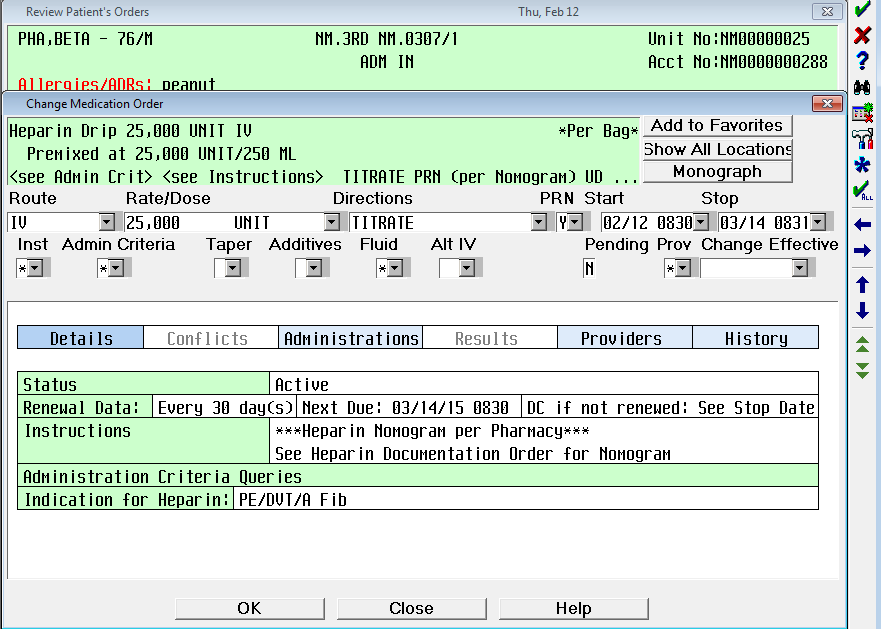 Review Patient's Orders Thu, Feb 12
PHA,BETA - 76/M NM.3RD NM.0307/1 Unit No:NM00000025
ADM IN Acct No:NM0000000288
Allergies/ADRs: peanut
Change Medication Order
Heparin Drip 25,000 UNIT IV *Per Bag* Add to Favorites
Premixed at 25,000 UNIT/250 ML Show All Locations
<see Admin Crit> <see Instructions> TITRATE PRN (per Nomogram) UD ... Monograph
Route Rate/Dose Directions PRN Start Stop
IV 25,000 UNIT TITRATE Y 02/12 0830 03/14 0831
Inst Admin Criteria Taper Additives Fluid Alt IV Pending Prov Change Effective
* * * N *
Details Conflicts Administrations Results Providers History
Status Active
Renewal Data: Every 30 day(s) Next Due: 03/14/15 0830 DC if not renewed: See Stop Date
Instructions ***Heparin Nomogram per Pharmacy***
See Heparin Documentation Order for Nomogram
Administration Criteria Queries
Indication for Heparin: PE/DVT/A Fib
OK Close Help
ALL